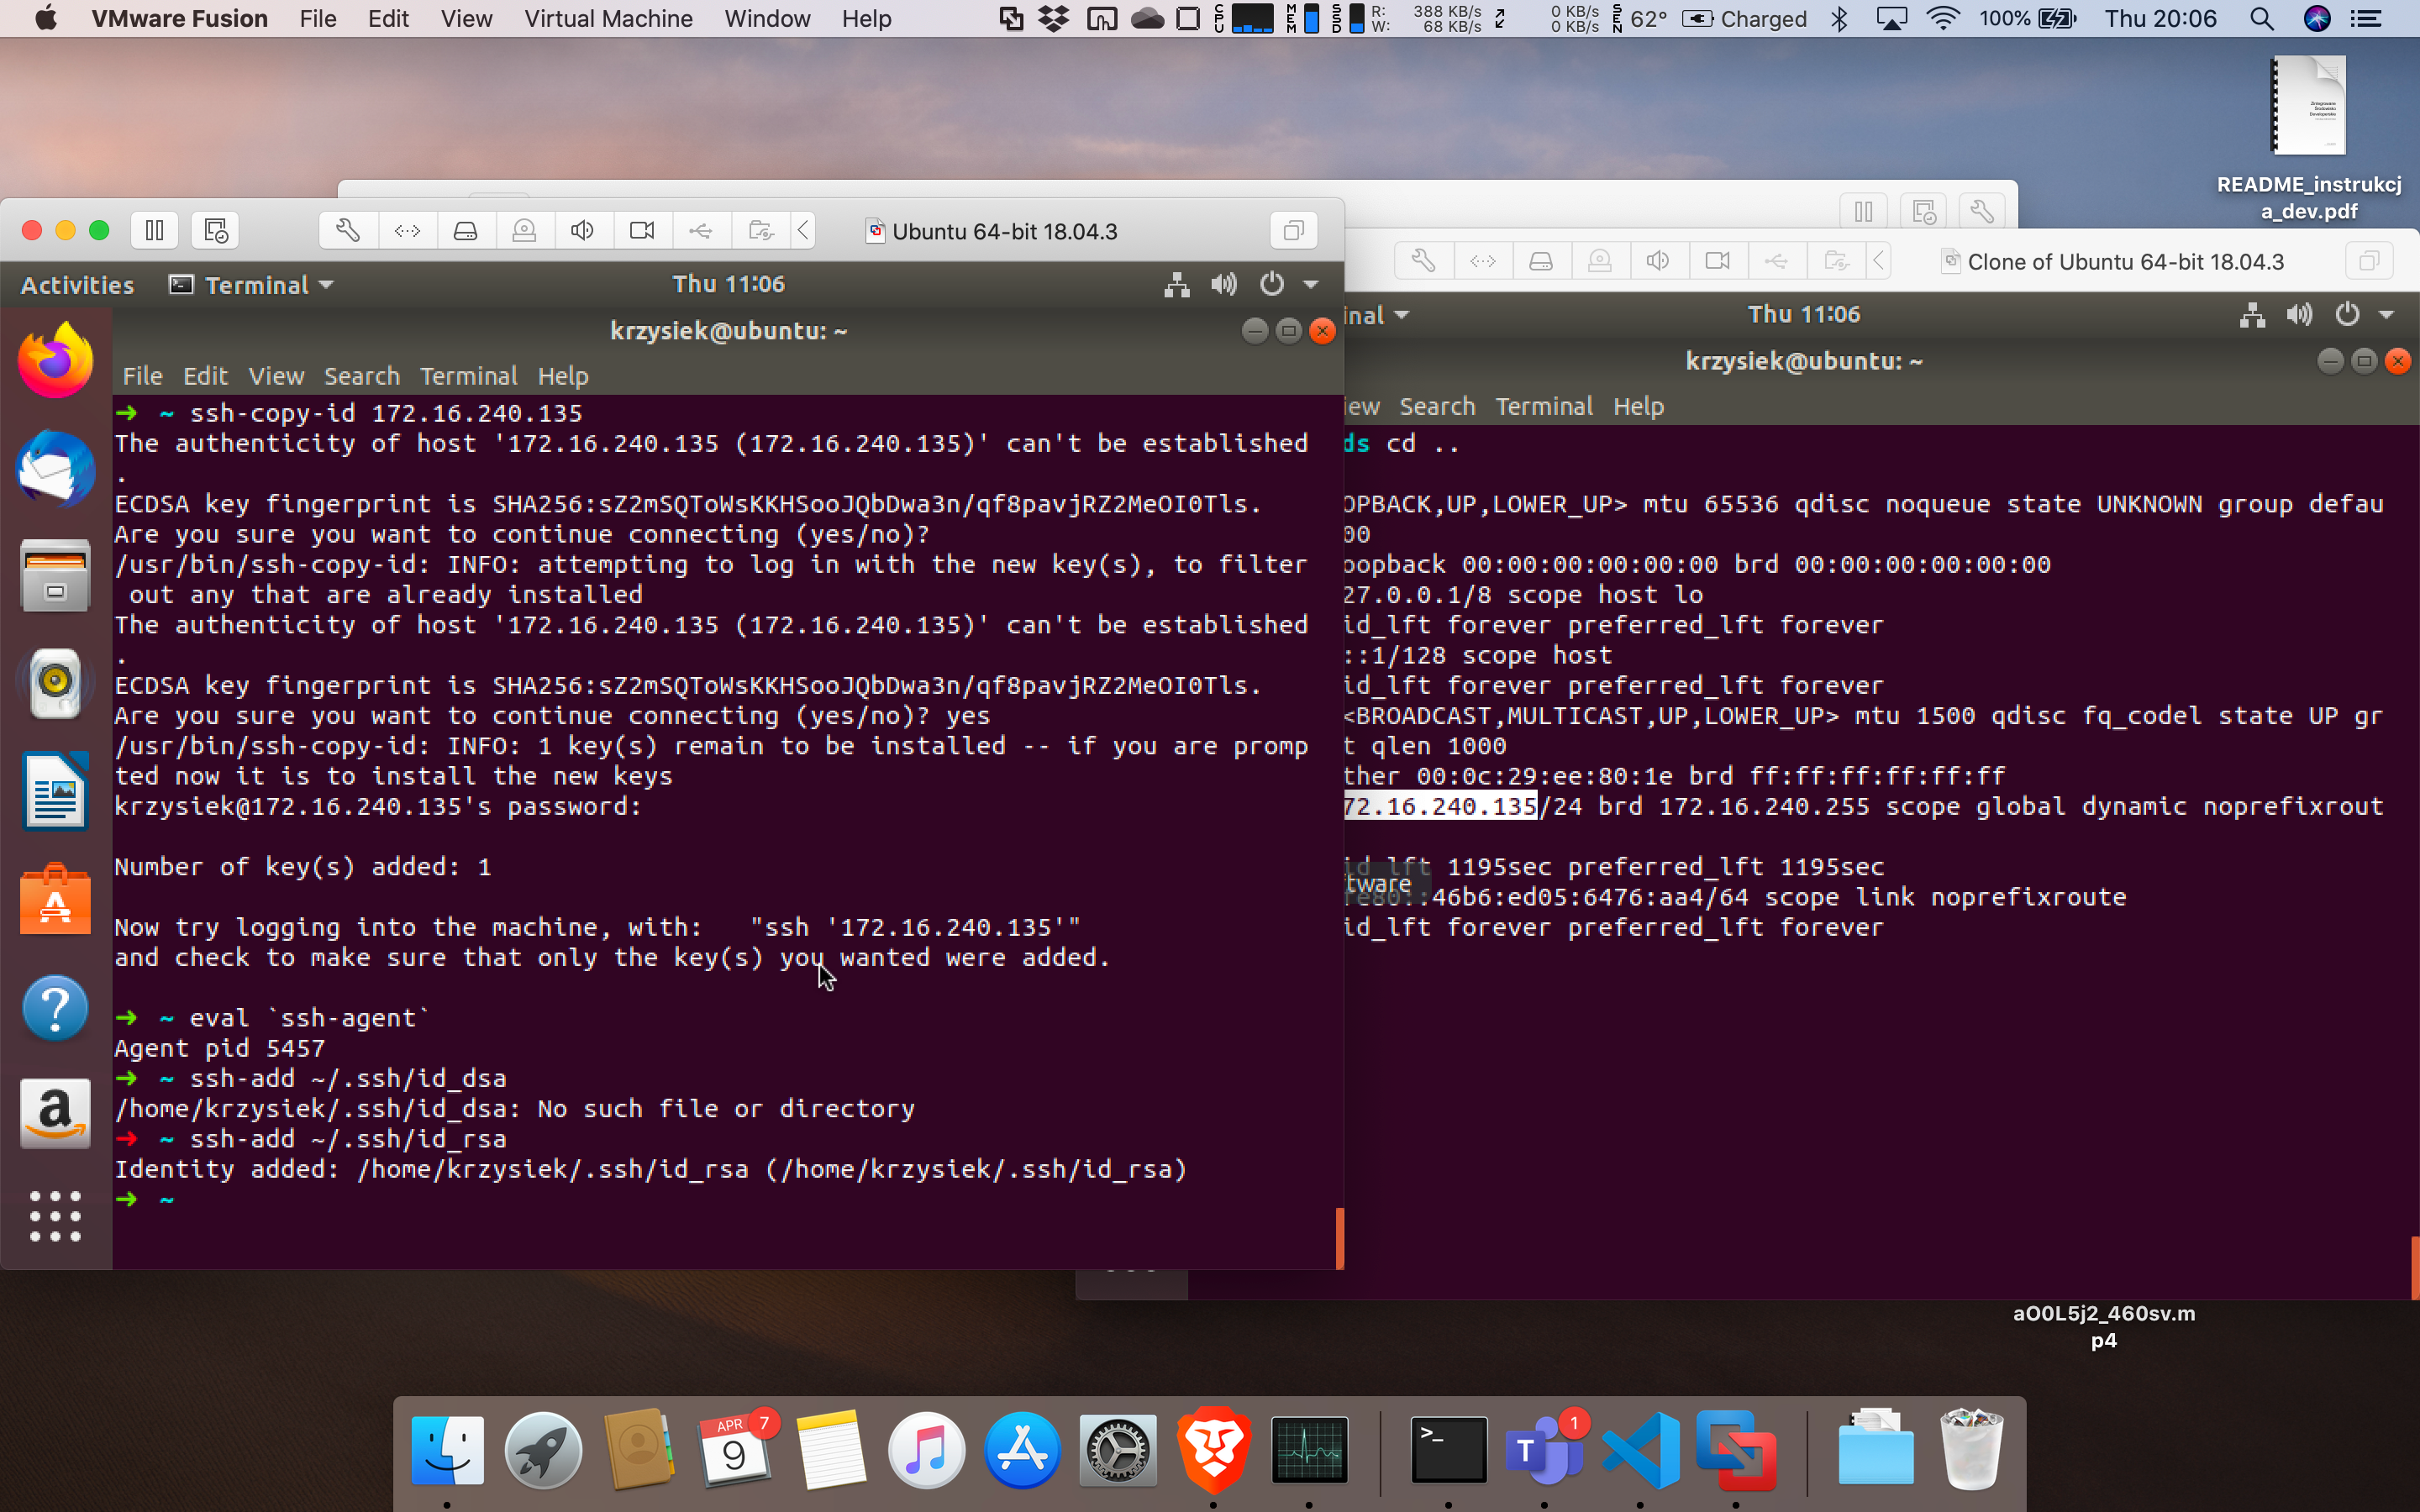 VMware Fusion File Edit View Virtual Machine Window Help
CPU MEM SSD R: 388 KB/s 0 KB/s SEN 62° Charged 100% Thu 20:06
W: 68 KB/s 0 KB/s
README_instrukcj
a_dev.pdf
Ubuntu 64-bit 18.04.3
Activities Terminal Thu 11:06
krzysiek@ubuntu: ~
File Edit View Search Terminal Help
➜ ~ ssh-copy-id 172.16.240.135
The authenticity of host '172.16.240.135 (172.16.240.135)' can't be established
.
ECDSA key fingerprint is SHA256:sZ2mSQToWsKKHSooJQbDwa3n/qf8pavjRZ2MeOI0Tls.
Are you sure you want to continue connecting (yes/no)?
/usr/bin/ssh-copy-id: INFO: attempting to log in with the new key(s), to filter
 out any that are already installed
The authenticity of host '172.16.240.135 (172.16.240.135)' can't be established
.
ECDSA key fingerprint is SHA256:sZ2mSQToWsKKHSooJQbDwa3n/qf8pavjRZ2MeOI0Tls.
Are you sure you want to continue connecting (yes/no)? yes
/usr/bin/ssh-copy-id: INFO: 1 key(s) remain to be installed -- if you are promp
ted now it is to install the new keys
krzysiek@172.16.240.135's password:
Number of key(s) added: 1
Now try logging into the machine, with: "ssh '172.16.240.135'"
and check to make sure that only the key(s) you wanted were added.
➜ ~ eval `ssh-agent`
Agent pid 5457
➜ ~ ssh-add ~/.ssh/id_dsa
/home/krzysiek/.ssh/id_dsa: No such file or directory
➜ ~ ssh-add ~/.ssh/id_rsa
Identity added: /home/krzysiek/.ssh/id_rsa (/home/krzysiek/.ssh/id_rsa)
➜ ~
Clone of Ubuntu 64-bit 18.04.3
inal Thu 11:06
krzysiek@ubuntu: ~
iew Search Terminal Help
ds cd ..
OPBACK,UP,LOWER_UP> mtu 65536 qdisc noqueue state UNKNOWN group defau
00
oopback 00:00:00:00:00:00 brd 00:00:00:00:00:00
27.0.0.1/8 scope host lo
id_lft forever preferred_lft forever
::1/128 scope host
id_lft forever preferred_lft forever
<BROADCAST,MULTICAST,UP,LOWER_UP> mtu 1500 qdisc fq_codel state UP gr
t qlen 1000
ther 00:0c:29:ee:80:1e brd ff:ff:ff:ff:ff:ff
72.16.240.135/24 brd 172.16.240.255 scope global dynamic noprefixrout
id_lft 1195sec preferred_lft 1195sec
tware
fe80::46b6:ed05:6476:aa4/64 scope link noprefixroute
id_lft forever preferred_lft forever
aO0L5j2_460sv.m
p4
APR 7
9
1